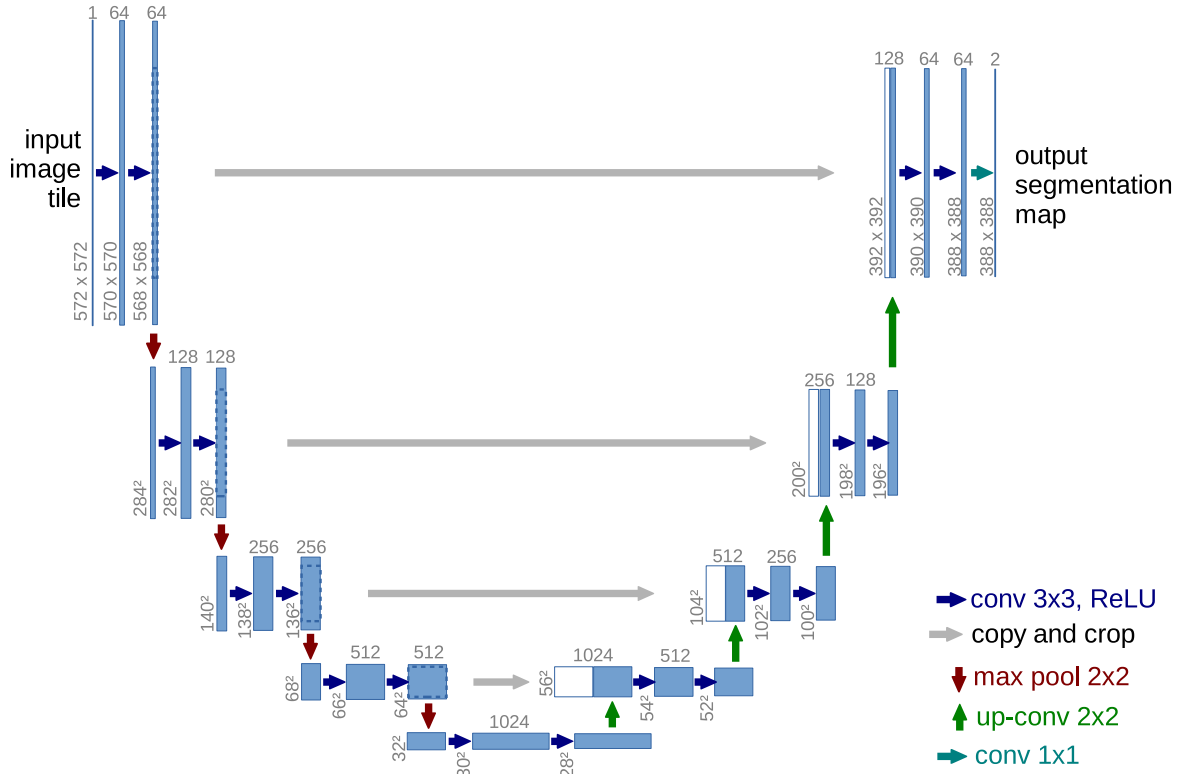 1 64 64
input
image
tile
572 x 572
570 x 570
568 x 568
128 64 64 2
output
segmentation
map
392 x 392
390 x 390
388 x 388
388 x 388
128 128
284²
282²
280²
256 128
200²
198²
196²
256 256
140²
138²
136²
512 256
104²
102²
100²
512 512
68²
66²
64²
1024 512
56²
54²
52²
1024
32²
30²
28²
conv 3x3, ReLU
copy and crop
max pool 2x2
up-conv 2x2
conv 1x1